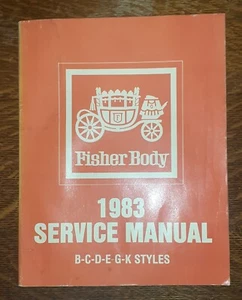 Fisher Body
1983
SERVICE MANUAL
B-C-D-E G-K STYLES